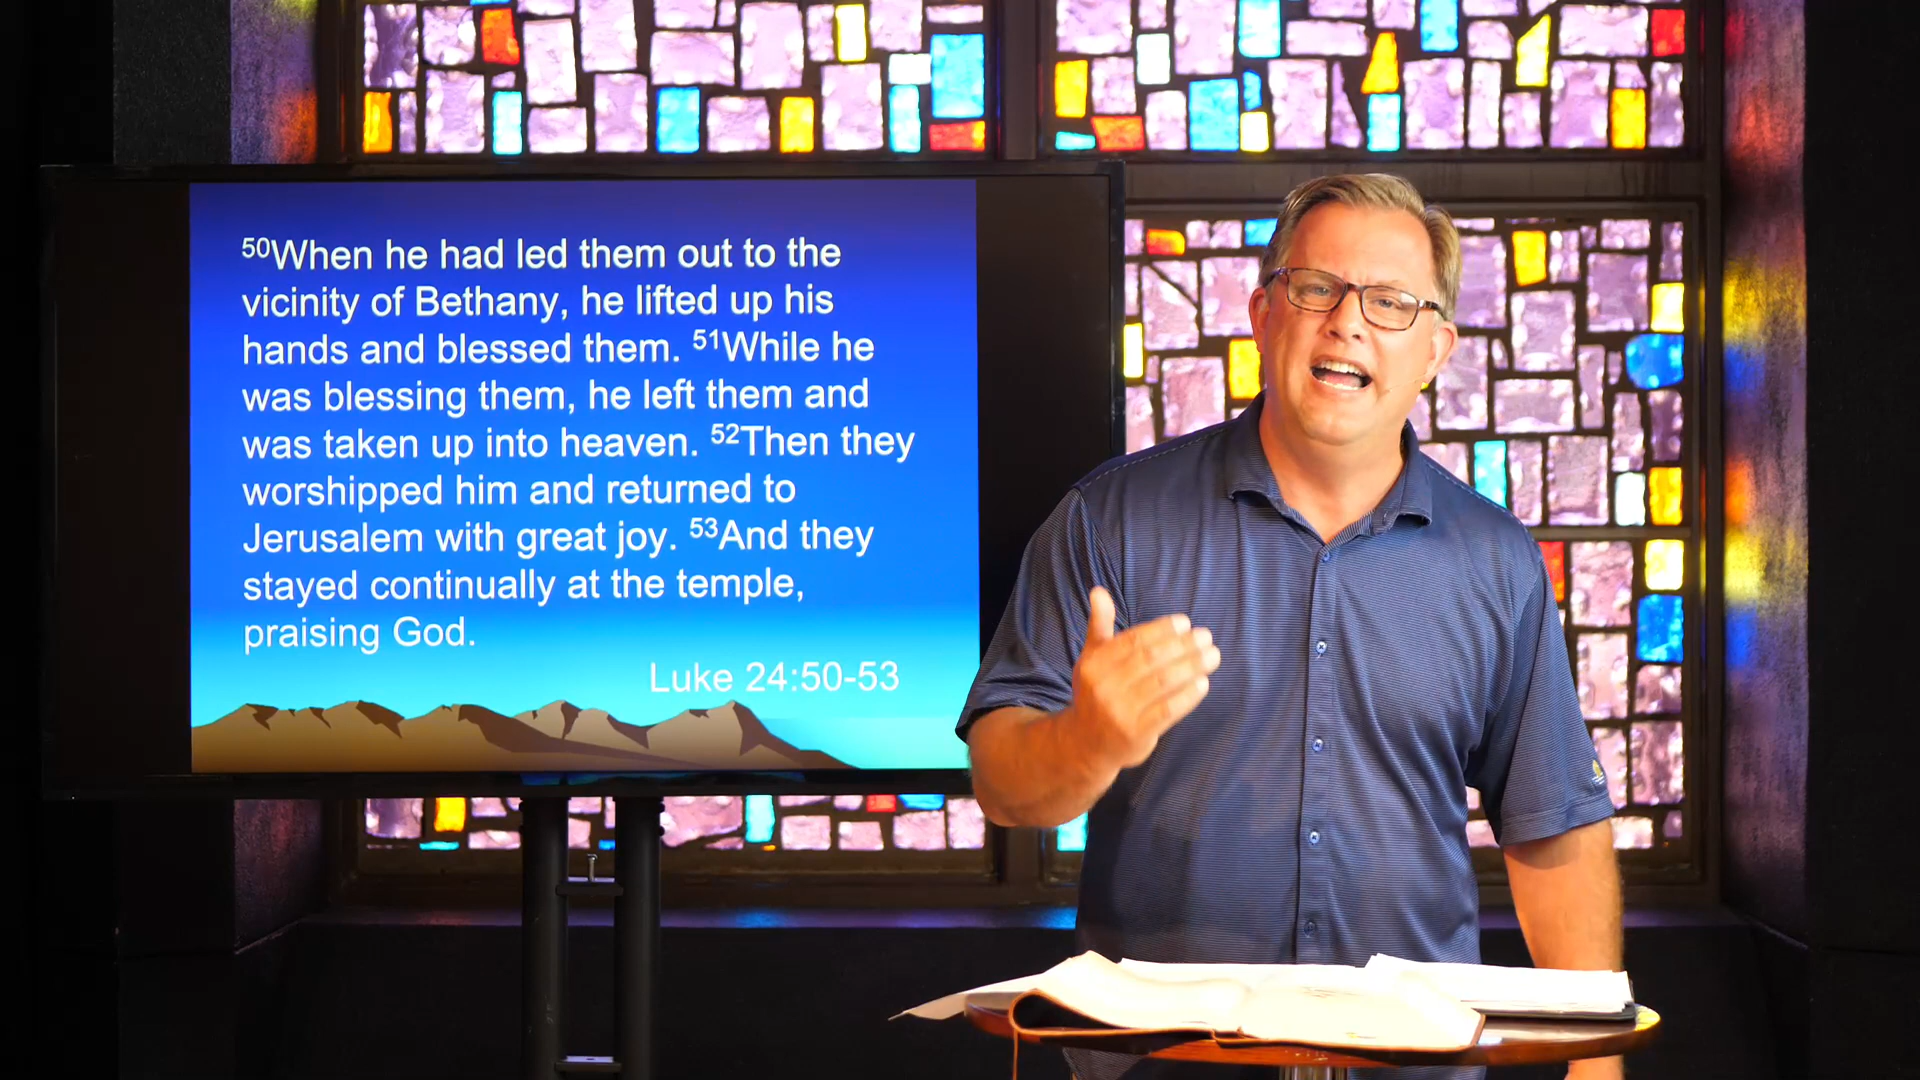 50When he had led them out to the
vicinity of Bethany, he lifted up his
hands and blessed them. 51While he
was blessing them, he left them and
was taken up into heaven. 52Then they
worshipped him and returned to
Jerusalem with great joy. 53And they
stayed continually at the temple,
praising God.
Luke 24:50-53